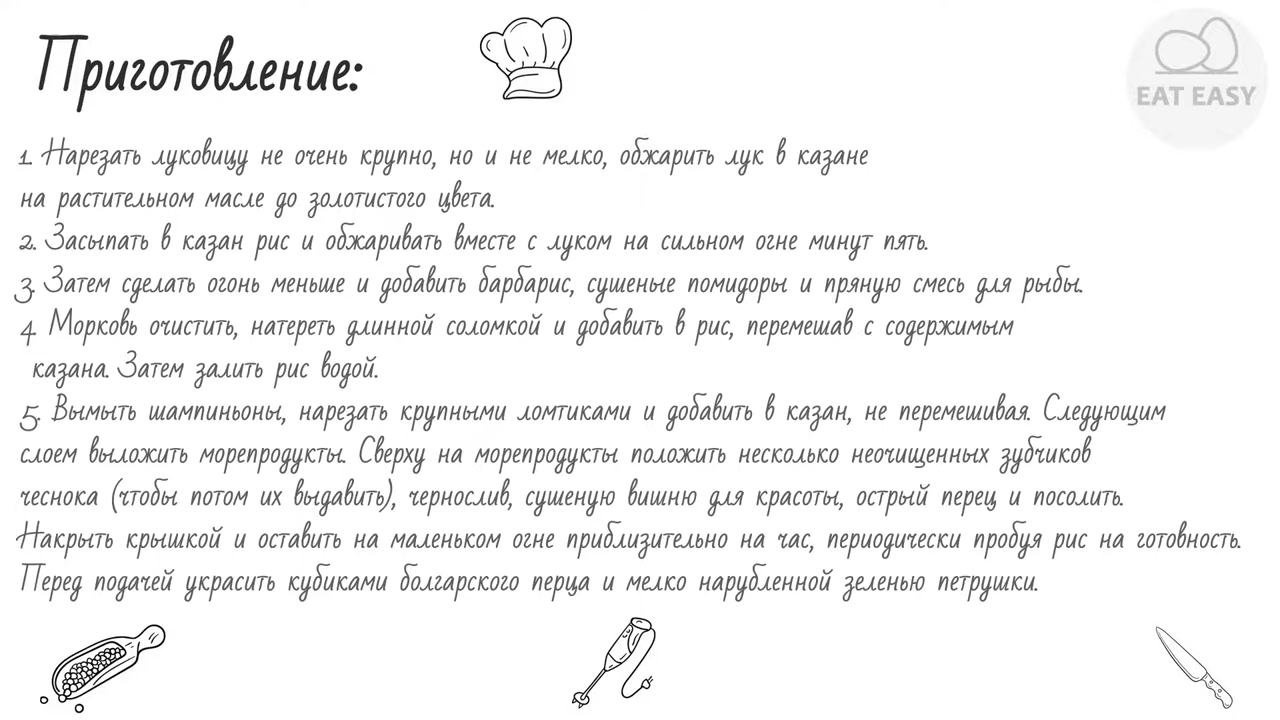 Приготовление:
EAT EASY
1. Нарезать луковицу не очень крупно, но и не мелко, обжарить лук в казане
на растительном масле до золотистого цвета.
2. Засыпать в казан рис и обжаривать вместе с луком на сильном огне минут пять.
3. Затем сделать огонь меньше и добавить барбарис, сушеные помидоры и пряную смесь для рыбы.
4. Морковь очистить, натереть длинной соломкой и добавить в рис, перемешав с содержимым
казана. Затем залить рис водой.
5. Вымыть шампиньоны, нарезать крупными ломтиками и добавить в казан, не перемешивая. Следующим
слоем выложить морепродукты. Сверху на морепродукты положить несколько неочищенных зубчиков
чеснока (чтобы потом их выдавить), чернослив, сушеную вишню для красоты, острый перец и посолить.
Накрыть крышкой и оставить на маленьком огне приблизительно на час, периодически пробуя рис на готовность.
Перед подачей украсить кубиками болгарского перца и мелко нарубленной зеленью петрушки.